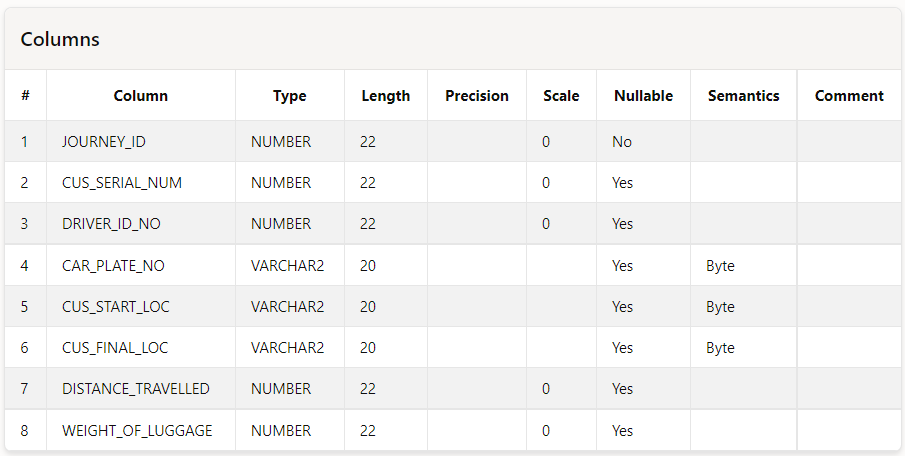 Columns
# Column Type Length Precision Scale Nullable Semantics Comment
1 JOURNEY_ID NUMBER 22 0 No
2 CUS_SERIAL_NUM NUMBER 22 0 Yes
3 DRIVER_ID_NO NUMBER 22 0 Yes
4 CAR_PLATE_NO VARCHAR2 20 Yes Byte
5 CUS_START_LOC VARCHAR2 20 Yes Byte
6 CUS_FINAL_LOC VARCHAR2 20 Yes Byte
7 DISTANCE_TRAVELLED NUMBER 22 0 Yes
8 WEIGHT_OF_LUGGAGE NUMBER 22 0 Yes